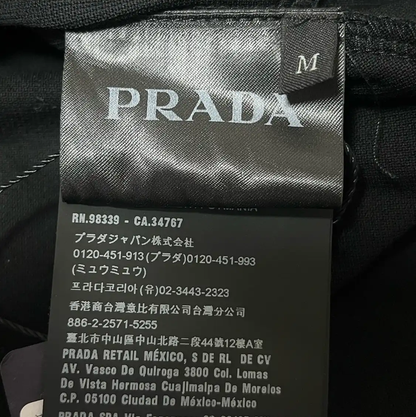 M
PRADA
RN.98339 - CA.34767
プラダジャパン株式会社
0120-451-913(プラダ)0120-451-993
(ミュウミュウ)
프라다코리아(유)02-3443-2323
香港商台灣普比有限公司台灣分公司
886-2-2571-5255
臺北市中山區中山北路二段44號12樓A室
PRADA RETAIL MÉXICO, S DE RL DE CV
AV. Vasco De Quiroga 3800 Col. Lomas
De Vista Hermosa Cuajimalpa De Morelos
C.P. 05100 Ciudad De México-México
PRADA SPA